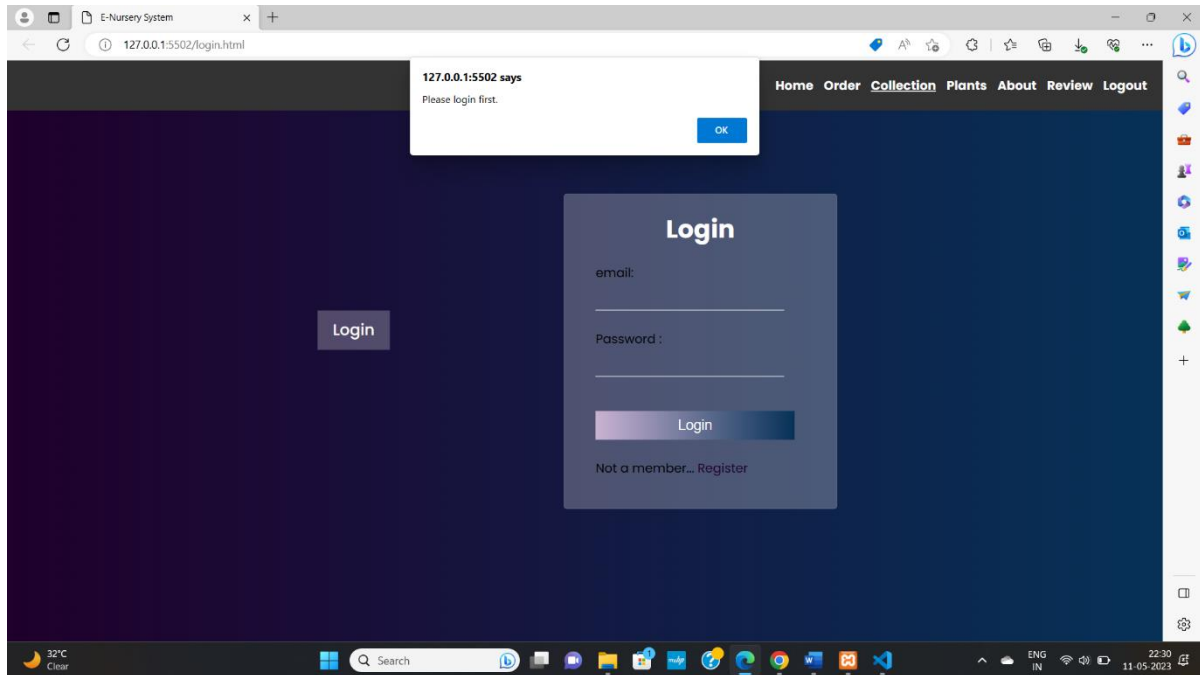 E-Nursery System
127.0.0.1:5502/login.html
127.0.0.1:5502 says
Please login first.
OK
Home Order Collection Plants About Review Logout
Login
Login
email:
Password :
Login
Not a member... Register
32°C
Clear
Search
ENG
IN
22:30
11-05-2023